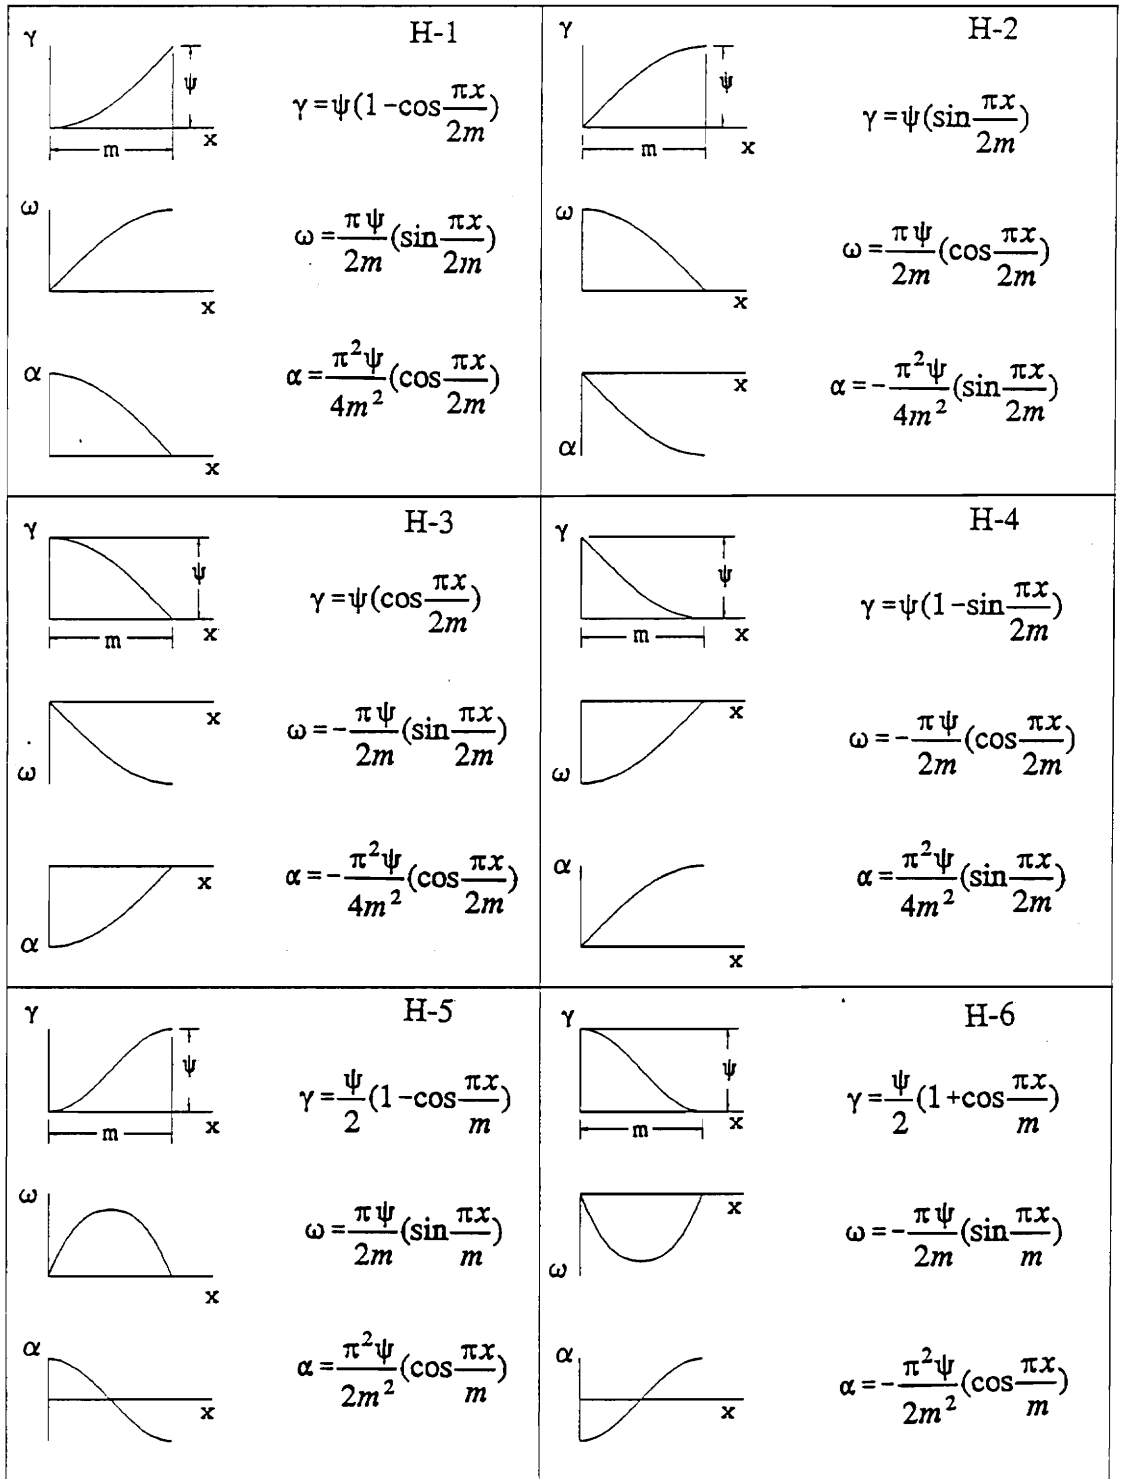 H-1
γ
ψ
m
x
γ=ψ(1-cos πx/2m)
ω
x
ω=πψ/2m(sin πx/2m)
α
x
α=π²ψ/4m²(cos πx/2m)
H-2
γ
ψ
m
x
γ=ψ(sin πx/2m)
ω
x
ω=πψ/2m(cos πx/2m)
x
α
α=-π²ψ/4m²(sin πx/2m)
H-3
γ
ψ
m
x
γ=ψ(cos πx/2m)
x
ω
ω=-πψ/2m(sin πx/2m)
x
α
α=-π²ψ/4m²(cos πx/2m)
H-4
γ
ψ
m
x
γ=ψ(1-sin πx/2m)
x
ω
ω=-πψ/2m(cos πx/2m)
α
x
α=π²ψ/4m²(sin πx/2m)
H-5
γ
ψ
m
x
γ=ψ/2(1-cos πx/m)
ω
x
ω=πψ/2m(sin πx/m)
α
x
α=π²ψ/2m²(cos πx/m)
H-6
γ
ψ
m
x
γ=ψ/2(1+cos πx/m)
x
ω
ω=-πψ/2m(sin πx/m)
α
x
α=-π²ψ/2m²(cos πx/m)